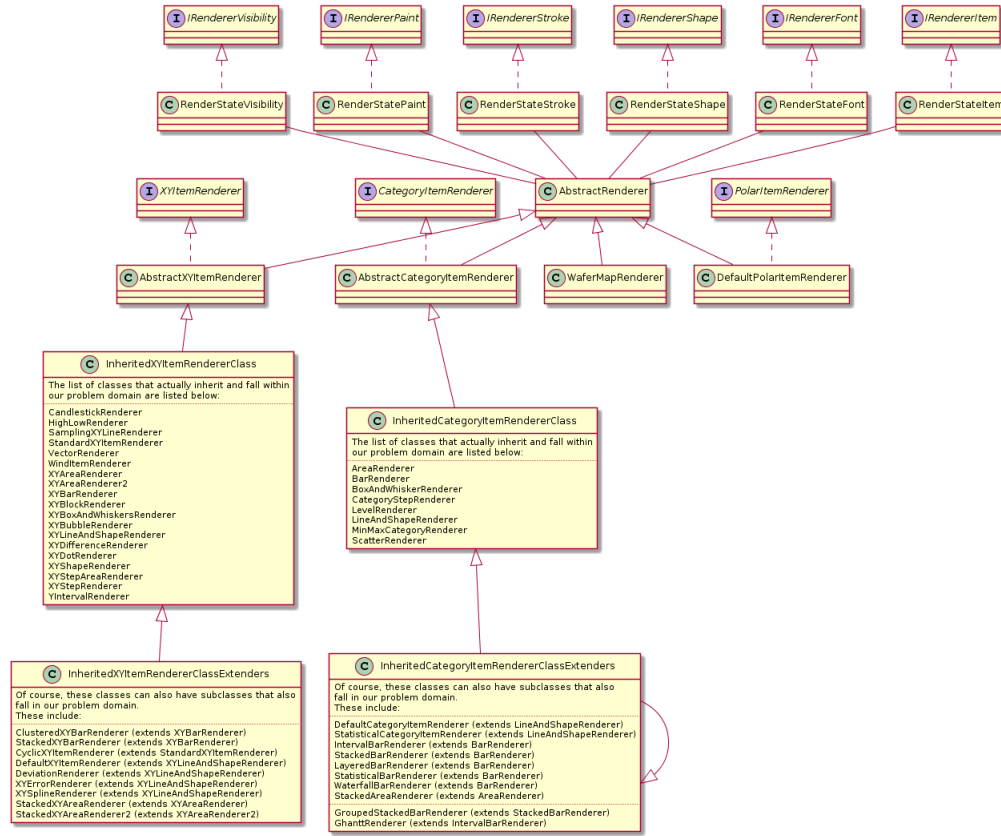 I IRendererVisibility
I IRendererPaint
I IRendererStroke
I IRendererShape
I IRendererFont
I IRendererItem
C RenderStateVisibility
C RenderStatePaint
C RenderStateStroke
C RenderStateShape
C RenderStateFont
C RenderStateItem
I XYItemRenderer
I CategoryItemRenderer
C AbstractRenderer
I PolarItemRenderer
C AbstractXYItemRenderer
C AbstractCategoryItemRenderer
C WaferMapRenderer
C DefaultPolarItemRenderer
C InheritedXYItemRendererClass
The list of classes that actually inherit and fall within
our problem domain are listed below:
CandlestickRenderer
HighLowRenderer
SamplingXYLineRenderer
StandardXYItemRenderer
VectorRenderer
WindItemRenderer
XYAreaRenderer
XYAreaRenderer2
XYBarRenderer
XYBlockRenderer
XYBoxAndWhiskersRenderer
XYBubbleRenderer
XYLineAndShapeRenderer
XYDifferenceRenderer
XYDotRenderer
XYShapeRenderer
XYStepAreaRenderer
XYStepRenderer
YIntervalRenderer
C InheritedCategoryItemRendererClass
The list of classes that actually inherit and fall within
our problem domain are listed below:
AreaRenderer
BarRenderer
BoxAndWhiskerRenderer
CategoryStepRenderer
LevelRenderer
LineAndShapeRenderer
MinMaxCategoryRenderer
ScatterRenderer
C InheritedXYItemRendererClassExtenders
Of course, these classes can also have subclasses that also
fall in our problem domain.
These include:
ClusteredXYBarRenderer (extends XYBarRenderer)
StackedXYBarRenderer (extends XYBarRenderer)
CyclicXYItemRenderer (extends StandardXYItemRenderer)
DefaultXYItemRenderer (extends XYLineAndShapeRenderer)
DeviationRenderer (extends XYLineAndShapeRenderer)
XYErrorRenderer (extends XYLineAndShapeRenderer)
XYSplineRenderer (extends XYLineAndShapeRenderer)
StackedXYAreaRenderer (extends XYAreaRenderer)
StackedXYAreaRenderer2 (extends XYAreaRenderer2)
C InheritedCategoryItemRendererClassExtenders
Of course, these classes can also have subclasses that also
fall in our problem domain.
These include:
DefaultCategoryItemRenderer (extends LineAndShapeRenderer)
StatisticalCategoryItemRenderer (extends LineAndShapeRenderer)
IntervalBarRenderer (extends BarRenderer)
StackedBarRenderer (extends BarRenderer)
LayeredBarRenderer (extends BarRenderer)
StatisticalBarRenderer (extends BarRenderer)
WaterfallBarRenderer (extends BarRenderer)
StackedAreaRenderer (extends AreaRenderer)
GroupedStackedBarRenderer (extends StackedBarRenderer)
GhanttRenderer (extends IntervalBarRenderer)